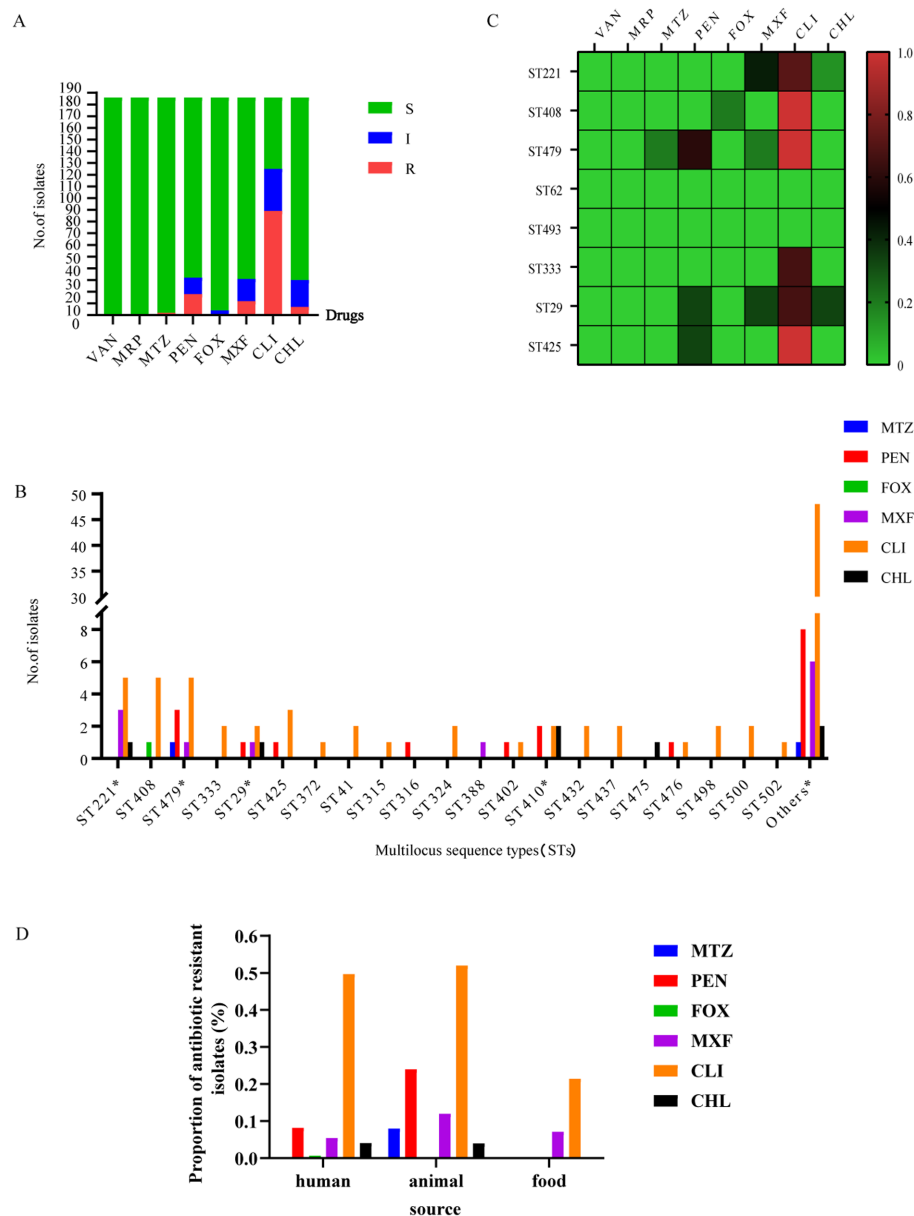 A
No.of isolates
190
180
170
160
150
140
130
120
110
100
90
80
70
60
50
40
30
20
10
0
VAN MRP MTZ PEN FOX MXF CLI CHL
Drugs
S
I
R
C
VAN MRP MTZ PEN FOX MXF CLI CHL
ST221
ST408
ST479
ST62
ST493
ST333
ST29
ST425
1.0
0.8
0.6
0.4
0.2
0
B
No.of isolates
50
45
40
35
30
8
6
4
2
0
ST221* ST408 ST479* ST333 ST29* ST425 ST372 ST41 ST315 ST316 ST324 ST388 ST402 ST410* ST432 ST437 ST475 ST476 ST498 ST500 ST502 Others*
Multilocus sequence types(STs)
MTZ
PEN
FOX
MXF
CLI
CHL
D
Proportion of antibiotic resistant
isolates (%)
0.6
0.5
0.4
0.3
0.2
0.1
0.0
human animal food
source
MTZ
PEN
FOX
MXF
CLI
CHL